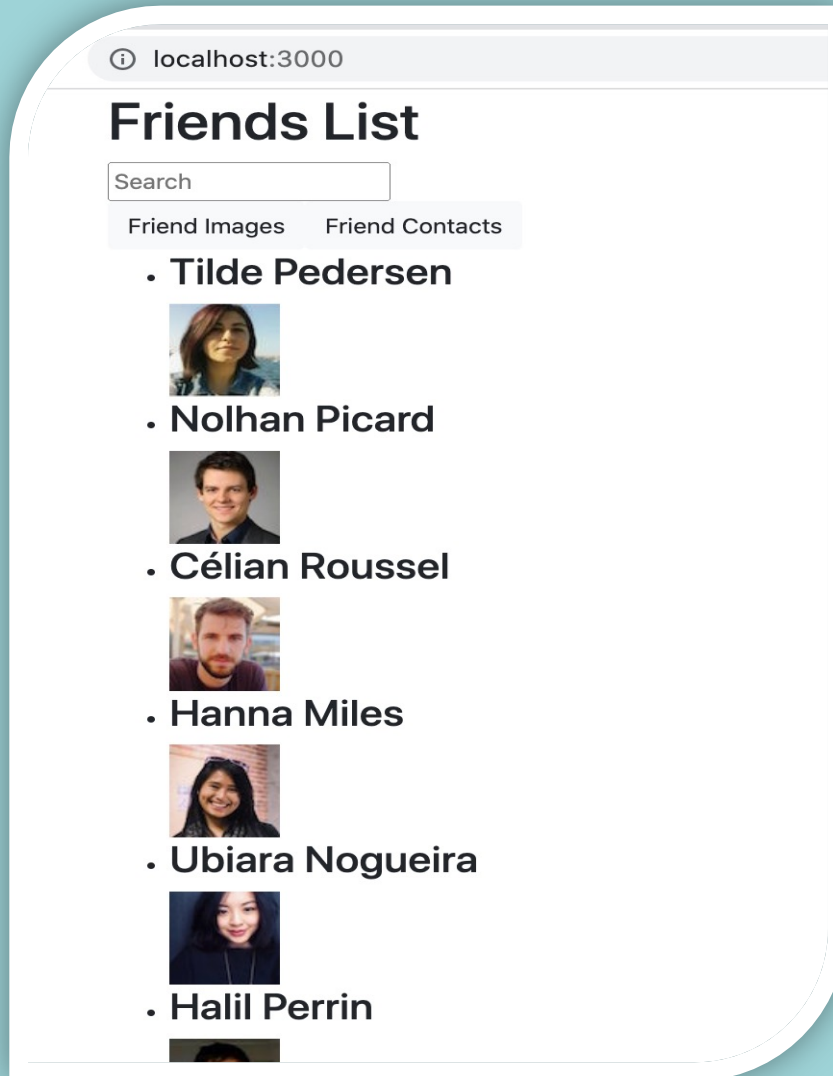 localhost:3000
Friends List
Search
Friend Images Friend Contacts
Tilde Pedersen
Nolhan Picard
Célian Roussel
Hanna Miles
Ubiara Nogueira
Halil Perrin